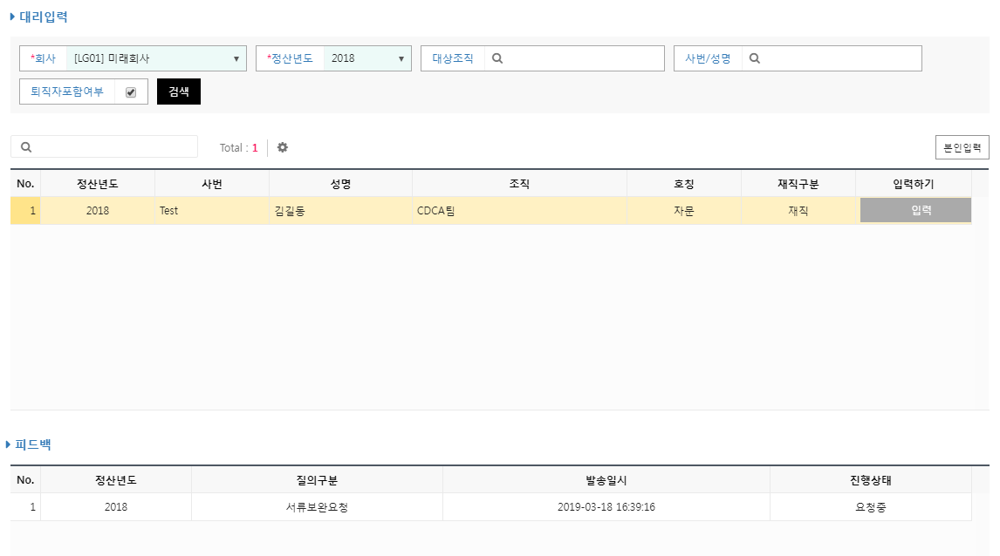 대리입력
*회사 [LG01] 미래회사 *정산년도 2018 대상조직 사번/성명
퇴직자포함여부 검색
Total : 1 본인입력
No. 정산년도 사번 성명 조직 호칭 재직구분 입력하기
1 2018 Test 김길동 CDCA팀 자문 재직 입력
피드백
No. 정산년도 질의구분 발송일시 진행상태
1 2018 서류보완요청 2019-03-18 16:39:16 요청중